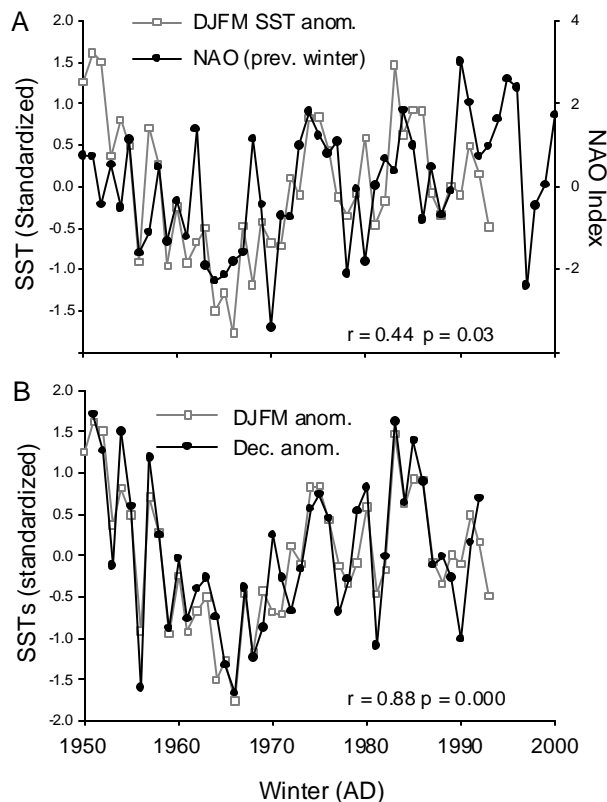 A
DJFM SST anom.
NAO (prev. winter)
2.0
1.5
1.0
0.5
0.0
-0.5
-1.0
-1.5
SST (Standardized)
4
2
0
-2
NAO Index
r = 0.44 p = 0.03
B
DJFM anom.
Dec. anom.
2.0
1.5
1.0
0.5
0.0
-0.5
-1.0
-1.5
-2.0
SSTs (standardized)
r = 0.88 p = 0.000
1950 1960 1970 1980 1990 2000
Winter (AD)